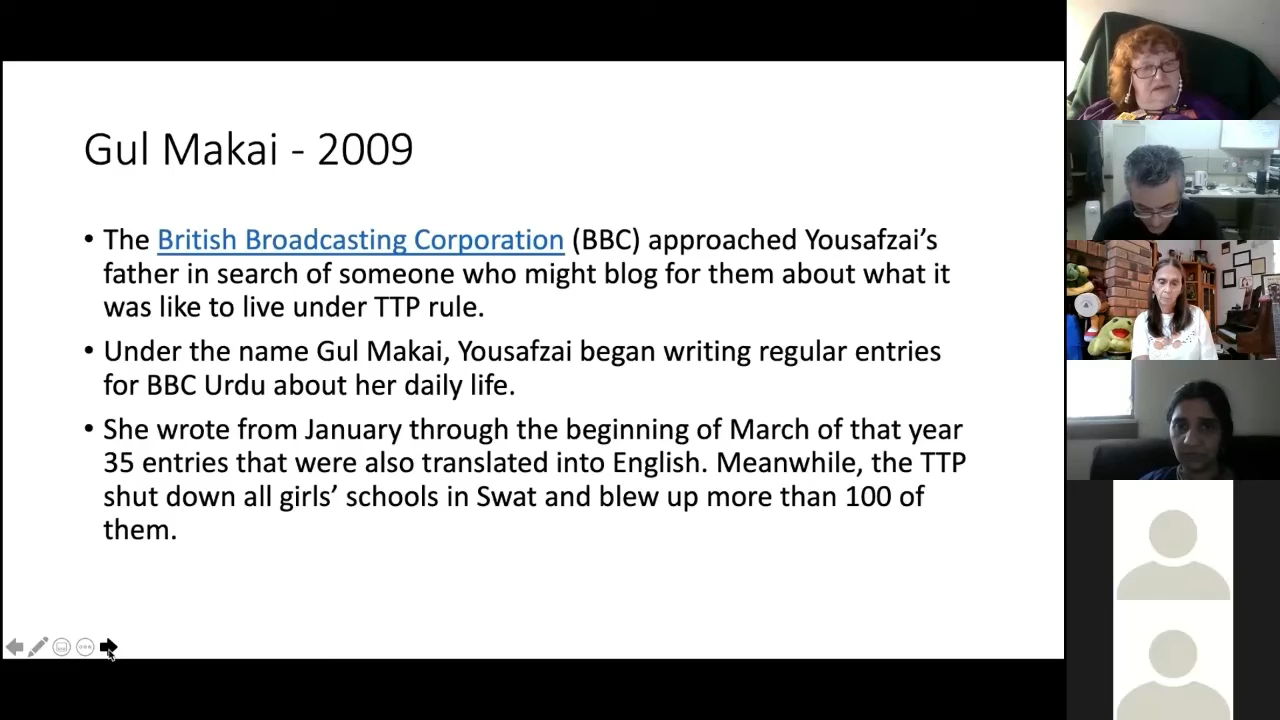 Gul Makai - 2009
• The British Broadcasting Corporation (BBC) approached Yousafzai’s
father in search of someone who might blog for them about what it
was like to live under TTP rule.
• Under the name Gul Makai, Yousafzai began writing regular entries
for BBC Urdu about her daily life.
• She wrote from January through the beginning of March of that year
35 entries that were also translated into English. Meanwhile, the TTP
shut down all girls’ schools in Swat and blew up more than 100 of
them.